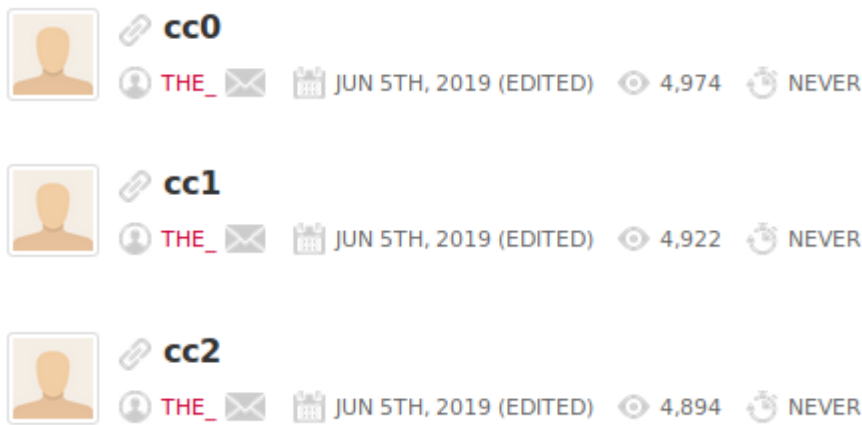 cc0
THE_ JUN 5TH, 2019 (EDITED) 4,974 NEVER
cc1
THE_ JUN 5TH, 2019 (EDITED) 4,922 NEVER
cc2
THE_ JUN 5TH, 2019 (EDITED) 4,894 NEVER